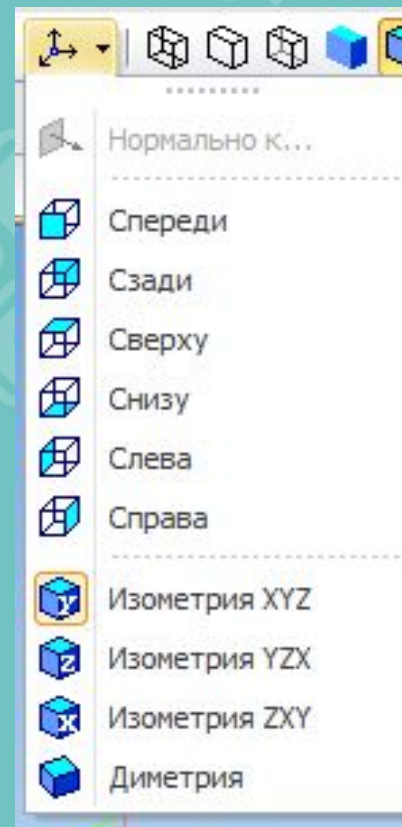 Нормально к...
Спереди
Сзади
Сверху
Снизу
Слева
Справа
Изометрия XYZ
Изометрия YZX
Изометрия ZXY
Диметрия